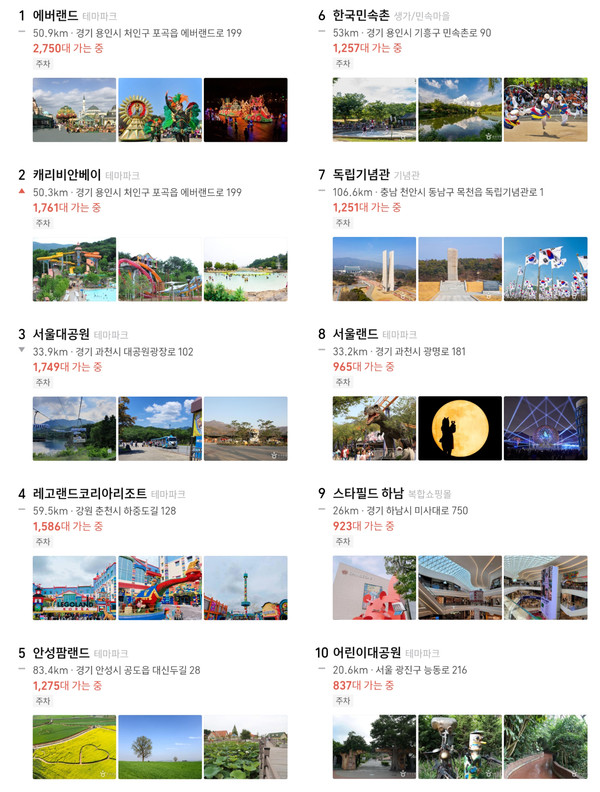 1 에버랜드 테마파크
50.9km · 경기 용인시 처인구 포곡읍 에버랜드로 199
2,750대 가는 중
주차
2 캐리비안베이 테마파크
50.3km · 경기 용인시 처인구 포곡읍 에버랜드로 199
1,761대 가는 중
주차
3 서울대공원 테마파크
33.9km · 경기 과천시 대공원광장로 102
1,749대 가는 중
주차
4 레고랜드코리아리조트 테마파크
59.5km · 강원 춘천시 하중도길 128
1,586대 가는 중
주차
LEGOLAND
5 안성팜랜드 테마파크
83.4km · 경기 안성시 공도읍 대신두길 28
1,275대 가는 중
주차
6 한국민속촌 생가/민속마을
53km · 경기 용인시 기흥구 민속촌로 90
1,257대 가는 중
주차
7 독립기념관 기념관
106.6km · 충남 천안시 동남구 목천읍 독립기념관로 1
1,251대 가는 중
주차
8 서울랜드 테마파크
33.2km · 경기 과천시 광명로 181
965대 가는 중
주차
9 스타필드 하남 복합쇼핑몰
26km · 경기 하남시 미사대로 750
923대 가는 중
주차
10 어린이대공원 테마파크
20.6km · 서울 광진구 능동로 216
837대 가는 중
주차